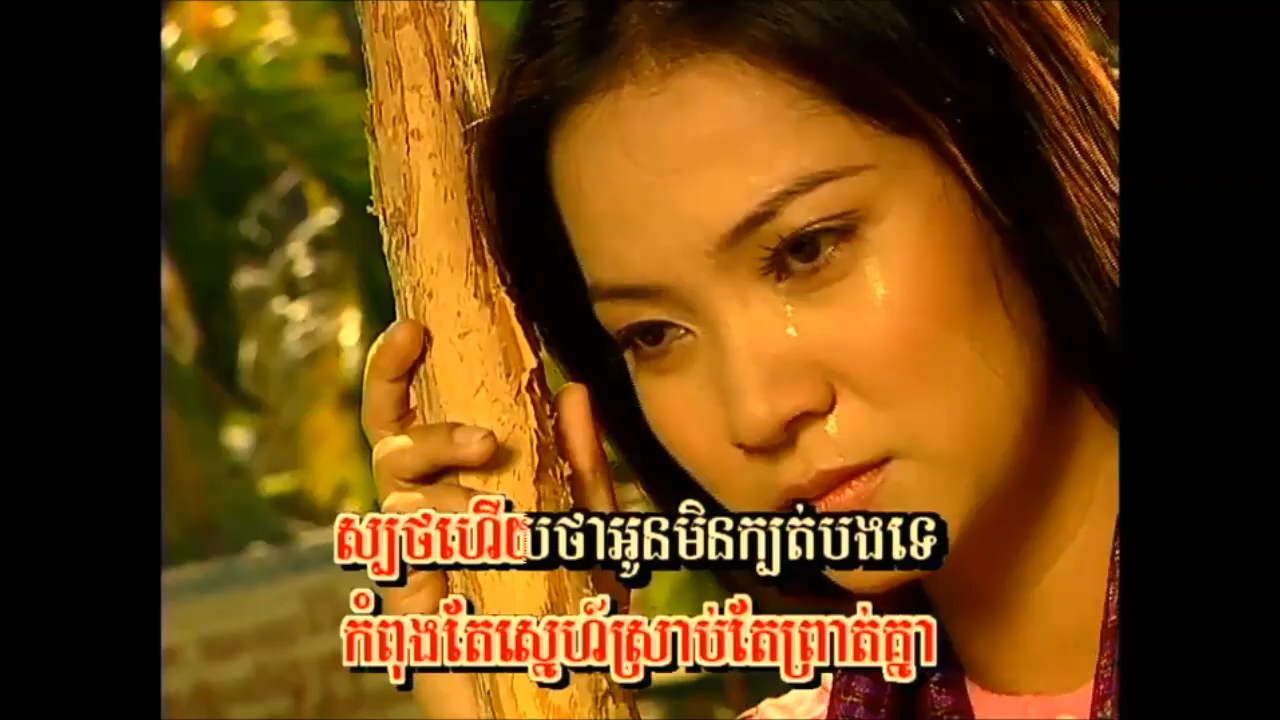 ស្បថហើយថាអូនមិនក្បត់បងទេ
កំពុងតែស្នេហ៍ស្រាប់តែព្រាត់គ្នា